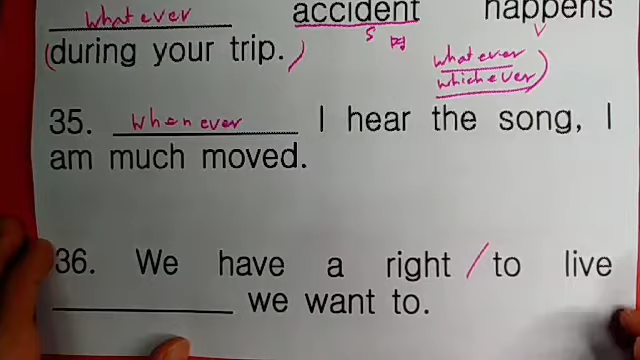 whatever accident happens
S
v
(during your trip.)
whatever
whichever)
35. whenever I hear the song, I
am much moved.
36. We have a right / to live
____________ we want to.